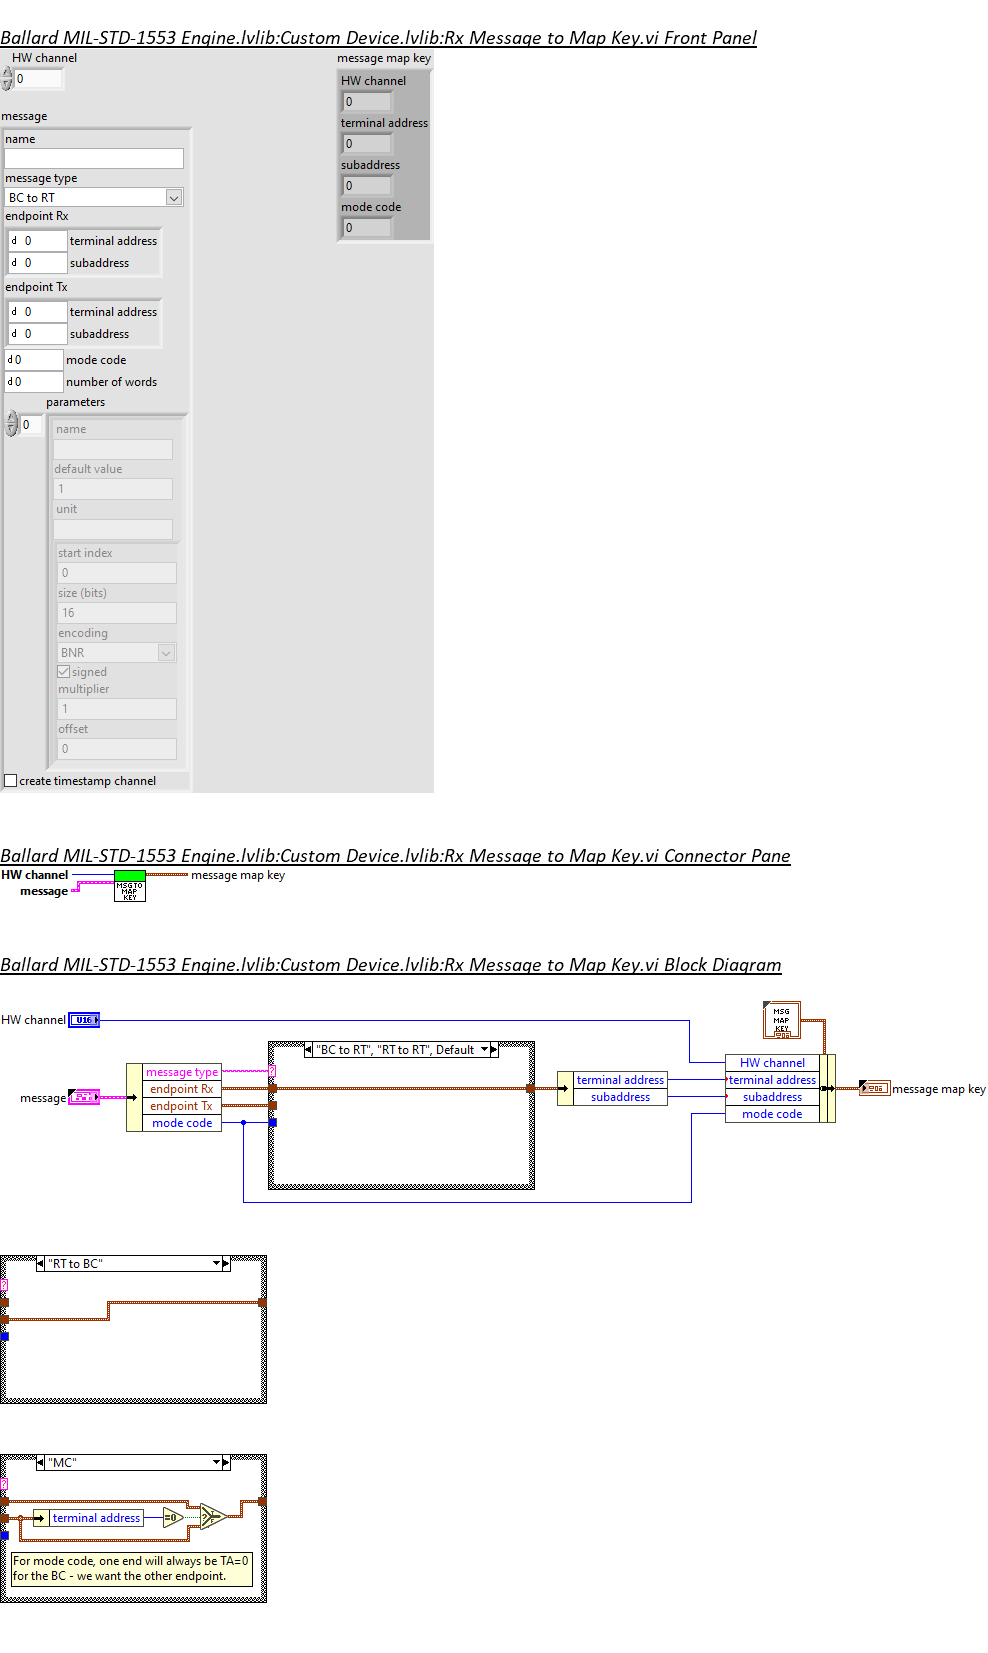 Ballard MIL-STD-1553 Engine.lvlib:Custom Device.lvlib:Rx Message to Map Key.vi Front Panel
HW channel
0
message
name
message type
BC to RT
endpoint Rx
d 0 terminal address
d 0 subaddress
endpoint Tx
d 0 terminal address
d 0 subaddress
d 0 mode code
d 0 number of words
parameters
0
name
default value
1
unit
start index
0
size (bits)
16
encoding
BNR
signed
multiplier
1
offset
0
create timestamp channel
message map key
HW channel
0
terminal address
0
subaddress
0
mode code
0
Ballard MIL-STD-1553 Engine.lvlib:Custom Device.lvlib:Rx Message to Map Key.vi Connector Pane
HW channel
message
MSG TO
MAP
KEY
message map key
Ballard MIL-STD-1553 Engine.lvlib:Custom Device.lvlib:Rx Message to Map Key.vi Block Diagram
HW channel
U16
message
message type
endpoint Rx
endpoint Tx
mode code
"BC to RT", "RT to RT", Default
?
terminal address
subaddress
MSG
MAP
KEY
HW channel
terminal address
subaddress
mode code
message map key
"RT to BC"
?
"MC"
?
terminal address
=0
?
T
F
For mode code, one end will always be TA=0
for the BC - we want the other endpoint.